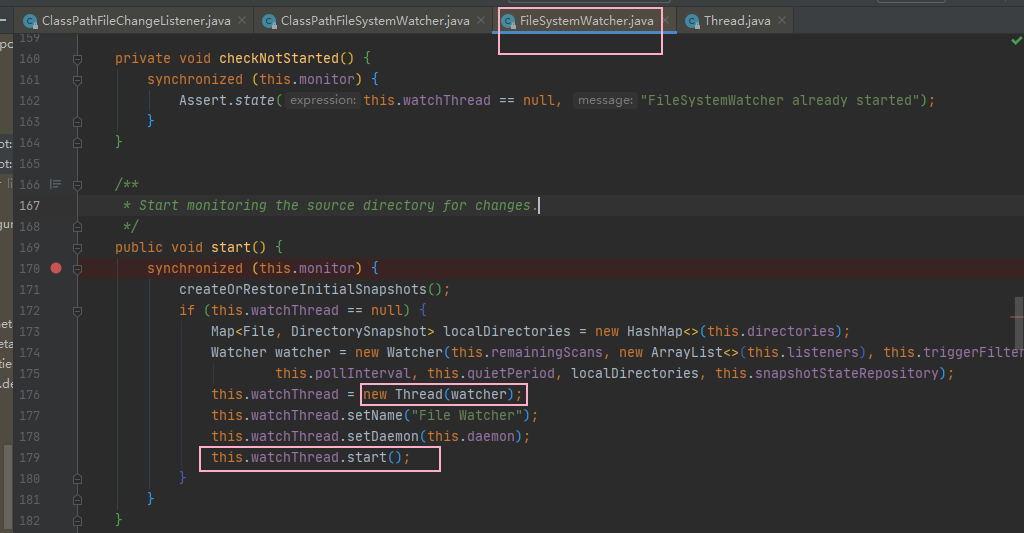 ClassPathFileChangeListener.java × ClassPathFileSystemWatcher.java × FileSystemWatcher.java × Thread.java ×
159
160 private void checkNotStarted() {
161 synchronized (this.monitor) {
162 Assert.state( expression: this.watchThread == null, message: "FileSystemWatcher already started");
163 }
164 }
165
166 /**
167 * Start monitoring the source directory for changes.
168 */
169 public void start() {
170 synchronized (this.monitor) {
171 createOrRestoreInitialSnapshots();
172 if (this.watchThread == null) {
173 Map<File, DirectorySnapshot> localDirectories = new HashMap<>(this.directories);
174 Watcher watcher = new Watcher(this.remainingScans, new ArrayList<>(this.listeners), this.triggerFilter
175 this.pollInterval, this.quietPeriod, localDirectories, this.snapshotStateRepository);
176 this.watchThread = new Thread(watcher);
177 this.watchThread.setName("File Watcher");
178 this.watchThread.setDaemon(this.daemon);
179 this.watchThread.start();
180 }
181 }
182 }